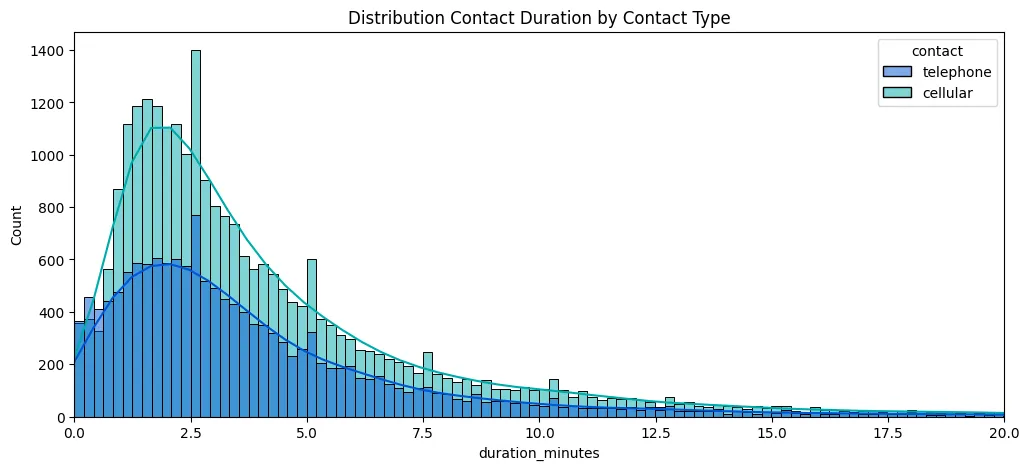 Distribution Contact Duration by Contact Type
contact
telephone
cellular
Count
1400
1200
1000
800
600
400
200
0
0.0 2.5 5.0 7.5 10.0 12.5 15.0 17.5 20.0
duration_minutes